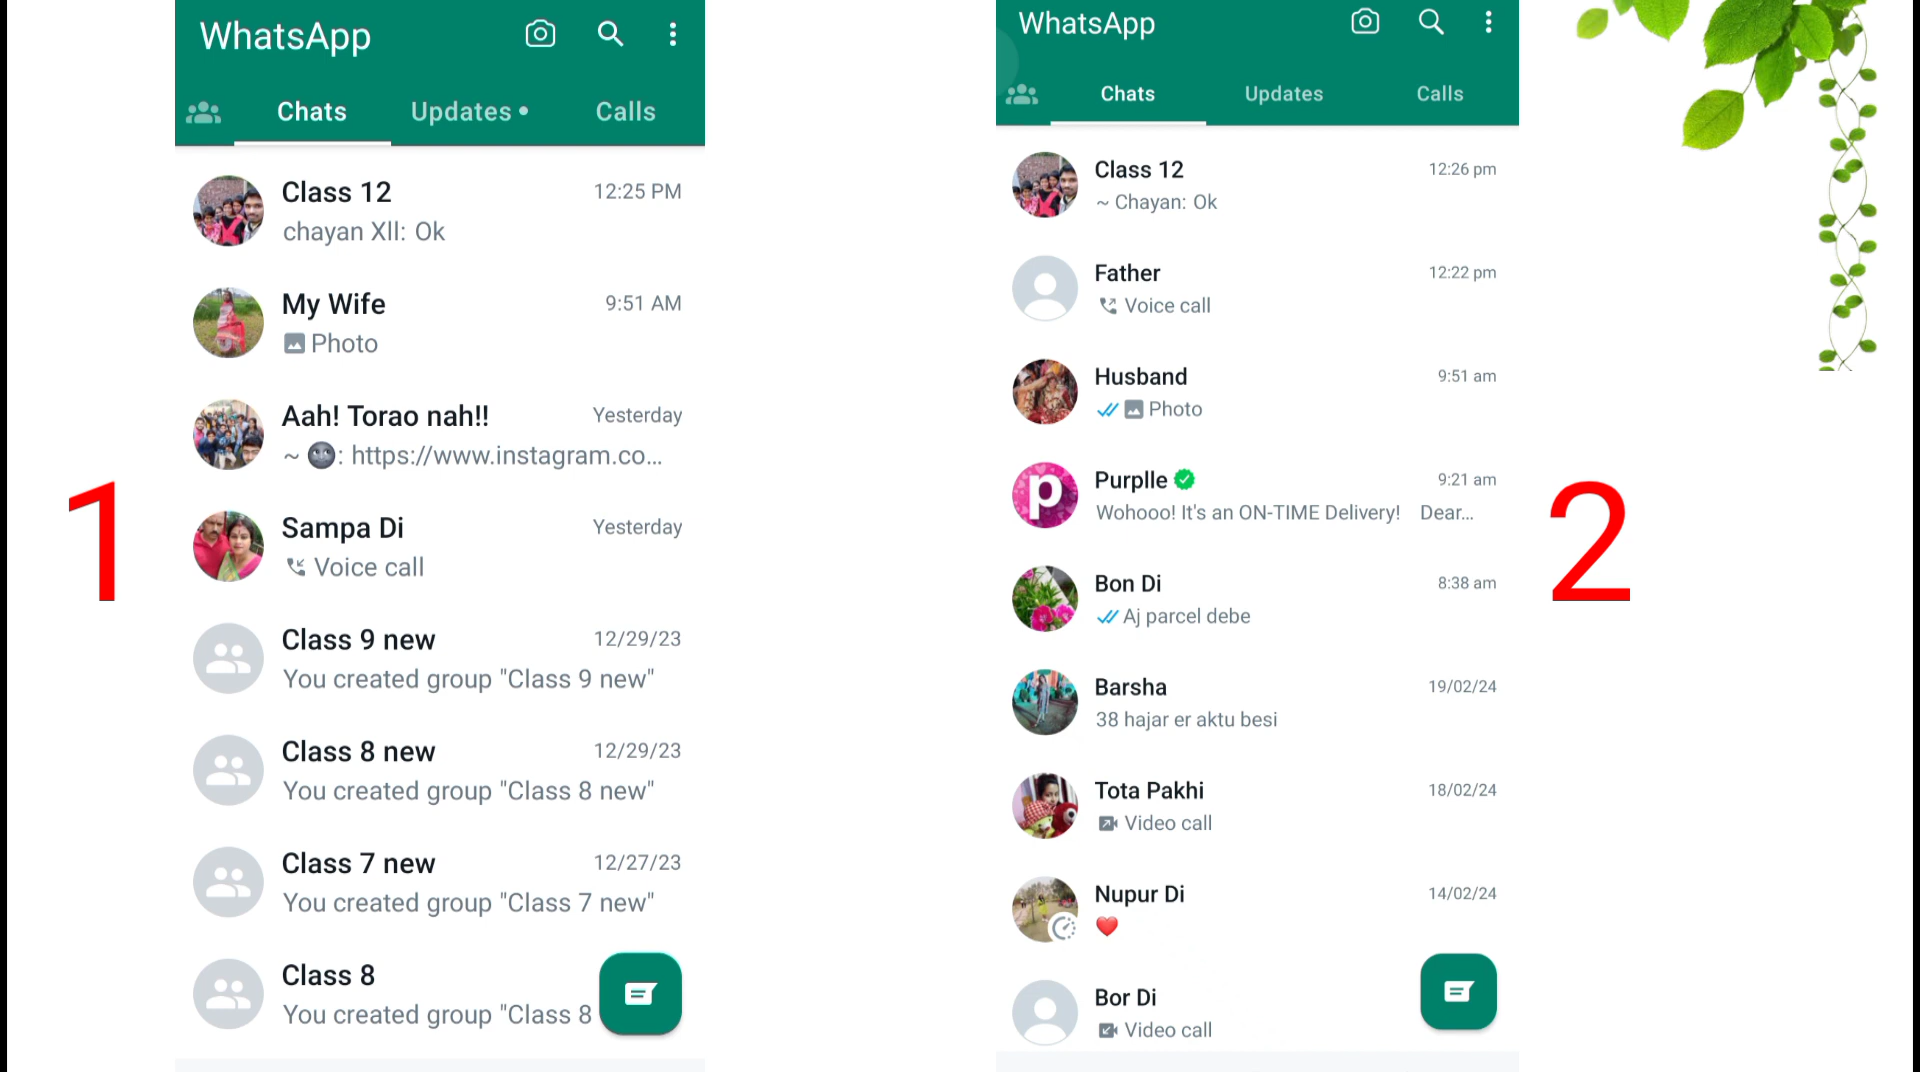 WhatsApp
Chats
Updates
Calls
Class 12
12:25 PM
chayan Xll: Ok
My Wife
9:51 AM
Photo
Aah! Torao nah!!
Yesterday
~ 🌚: https://www.instagram.co...
Sampa Di
Yesterday
Voice call
Class 9 new
12/29/23
You created group "Class 9 new"
Class 8 new
12/29/23
You created group "Class 8 new"
Class 7 new
12/27/23
You created group "Class 7 new"
Class 8
You created group "Class 8
1
WhatsApp
Chats
Updates
Calls
Class 12
12:26 pm
~ Chayan: Ok
Father
12:22 pm
Voice call
Husband
9:51 am
Photo
p
Purplle
9:21 am
Wohooo! It's an ON-TIME Delivery! Dear...
Bon Di
8:38 am
Aj parcel debe
Barsha
19/02/24
38 hajar er aktu besi
Tota Pakhi
18/02/24
Video call
Nupur Di
14/02/24
❤️
Bor Di
Video call
2